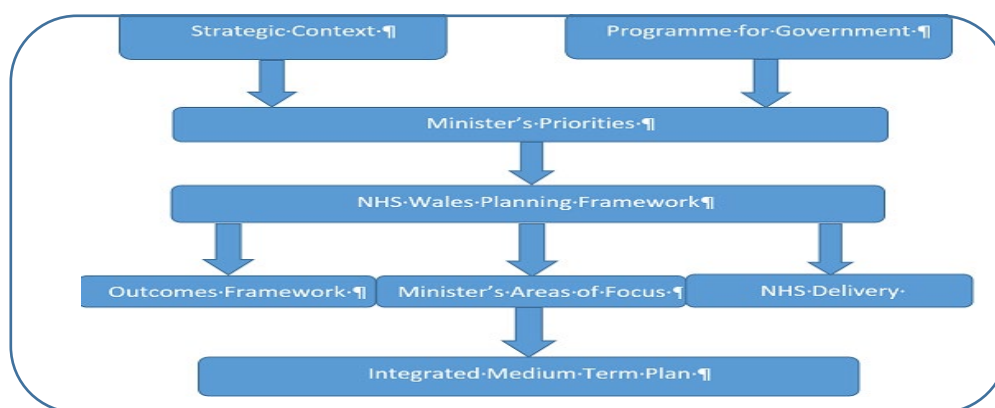 Strategic·Context·¶
Programme·for·Government·¶
Minister's·Priorities·¶
NHS·Wales·Planning·Framework¶
Outcomes·Framework·¶
Minister's·Areas·of·Focus·¶
NHS·Delivery·
Integrated·Medium·Term·Plan·¶